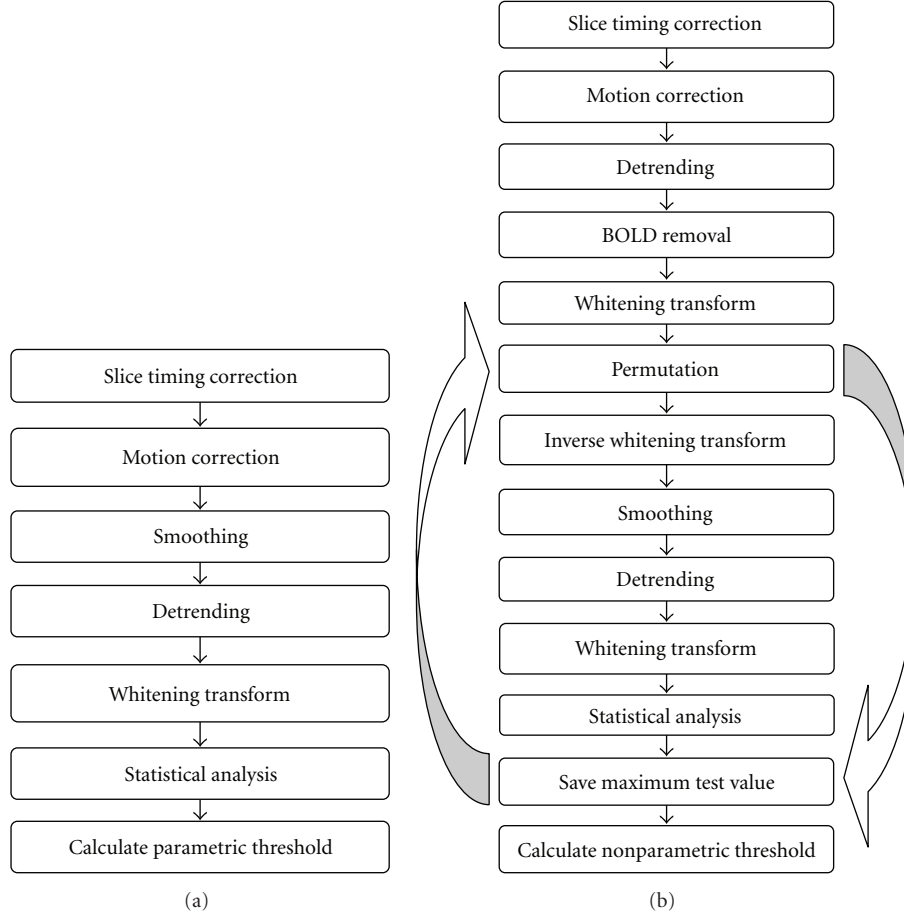 Slice timing correction
Motion correction
Smoothing
Detrending
Whitening transform
Statistical analysis
Calculate parametric threshold
(a)
Slice timing correction
Motion correction
Detrending
BOLD removal
Whitening transform
Permutation
Inverse whitening transform
Smoothing
Detrending
Whitening transform
Statistical analysis
Save maximum test value
Calculate nonparametric threshold
(b)